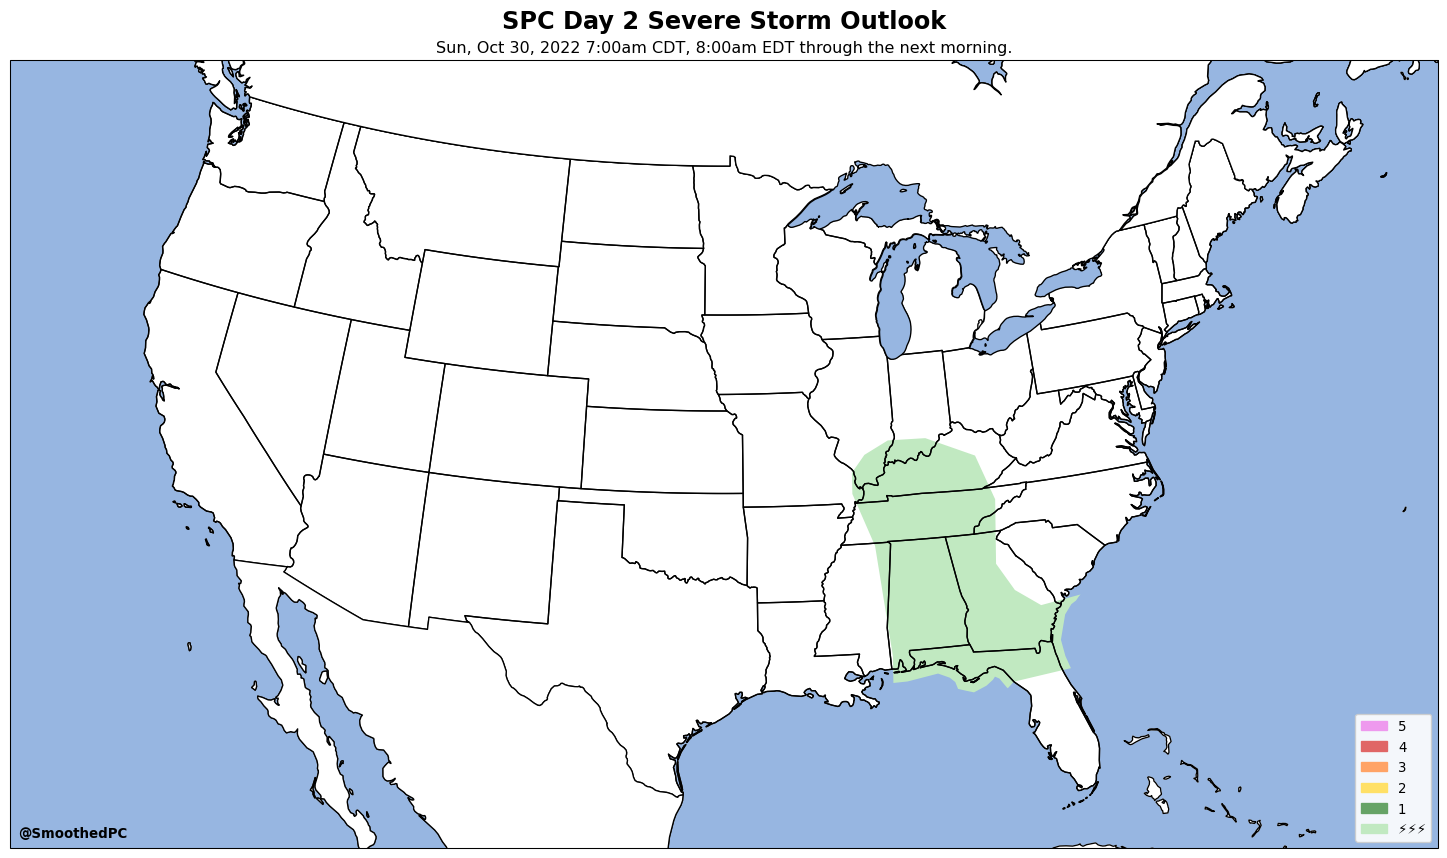 SPC Day 2 Severe Storm Outlook
Sun, Oct 30, 2022 7:00am CDT, 8:00am EDT through the next morning.
5
4
3
2
1
⚡⚡⚡
@SmoothedPC